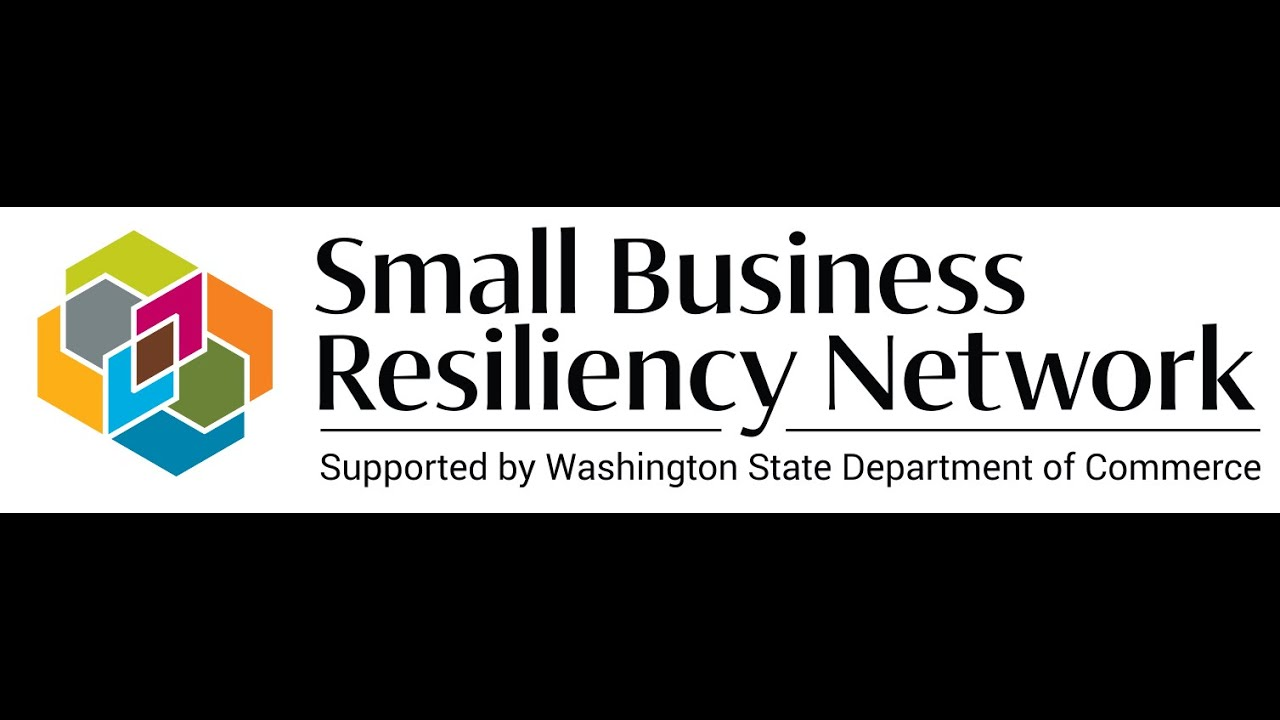 Small Business
Resiliency Network
Supported by Washington State Department of Commerce